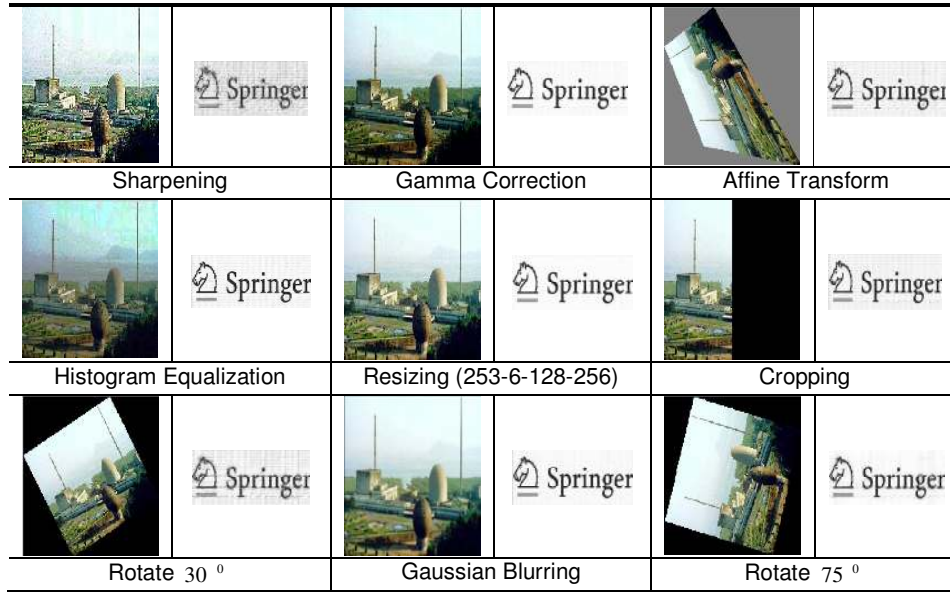 Springer Springer Springer
Sharpening Gamma Correction Affine Transform
Springer Springer Springer
Histogram Equalization Resizing (253-6-128-256) Cropping
Springer Springer Springer
Rotate 30 ⁰ Gaussian Blurring Rotate 75 ⁰